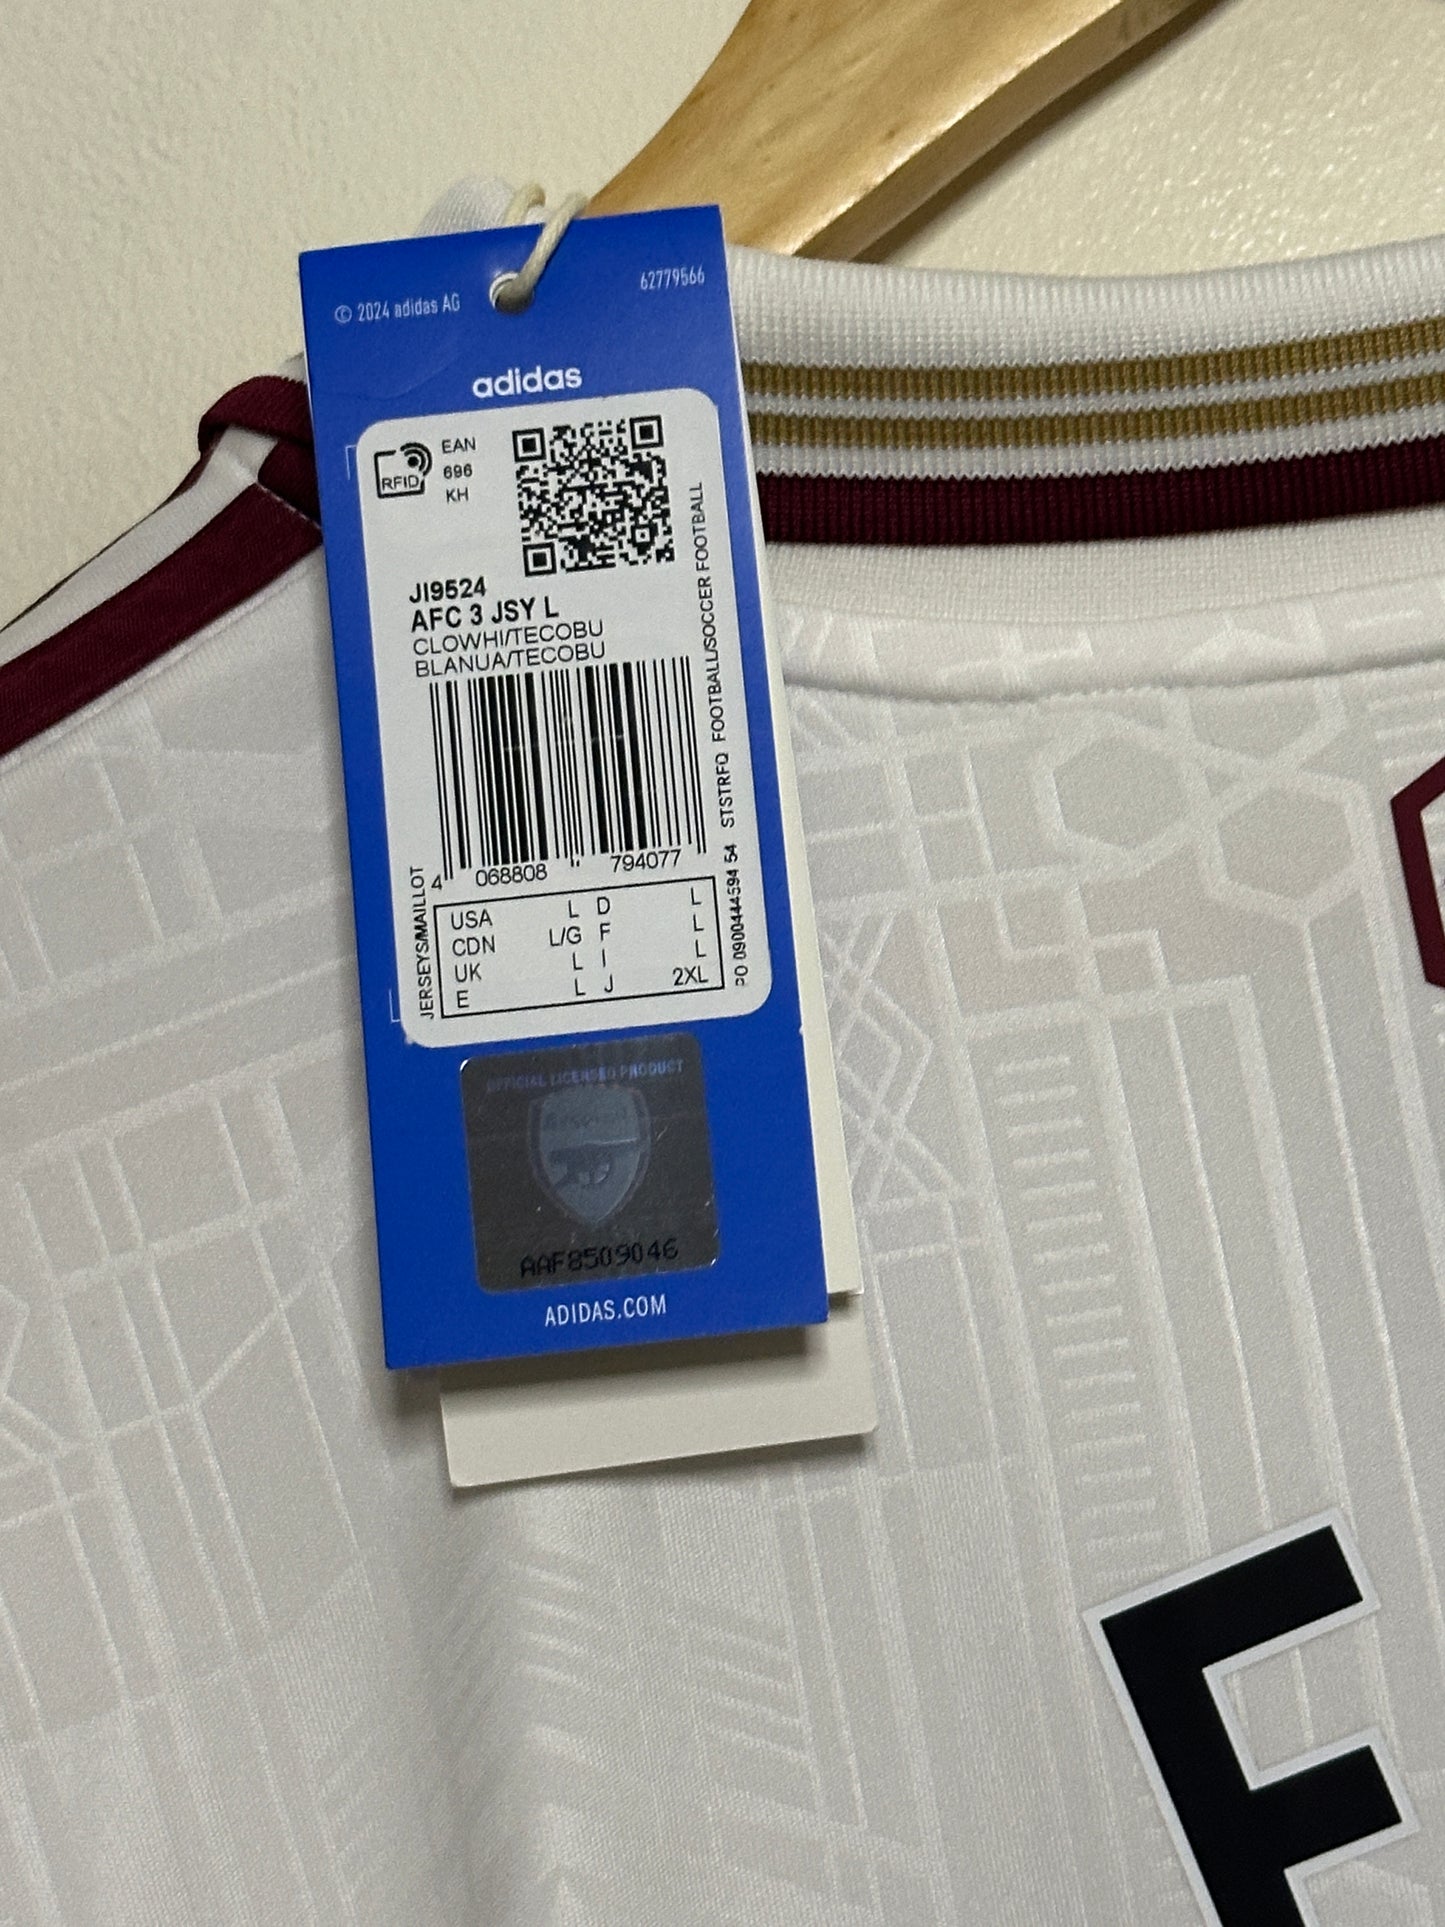 © 2024 adidas AG
62779566
adidas
RFID
EAN
696
KH
JI9524
AFC 3 JSY L
CLOWHI/TECOBU
BLANUA/TECOBU
4 068808 794077
JERSEYS/MAILLOT
STSTRFQ FOOTBALL/SOCCER FOOTBALL
PO 0900444594 54
USA L D L
CDN L/G F L
UK L I L
E L J 2XL
OFFICIAL LICENSED PRODUCT
Arsenal
AAF8509046
ADIDAS.COM
F